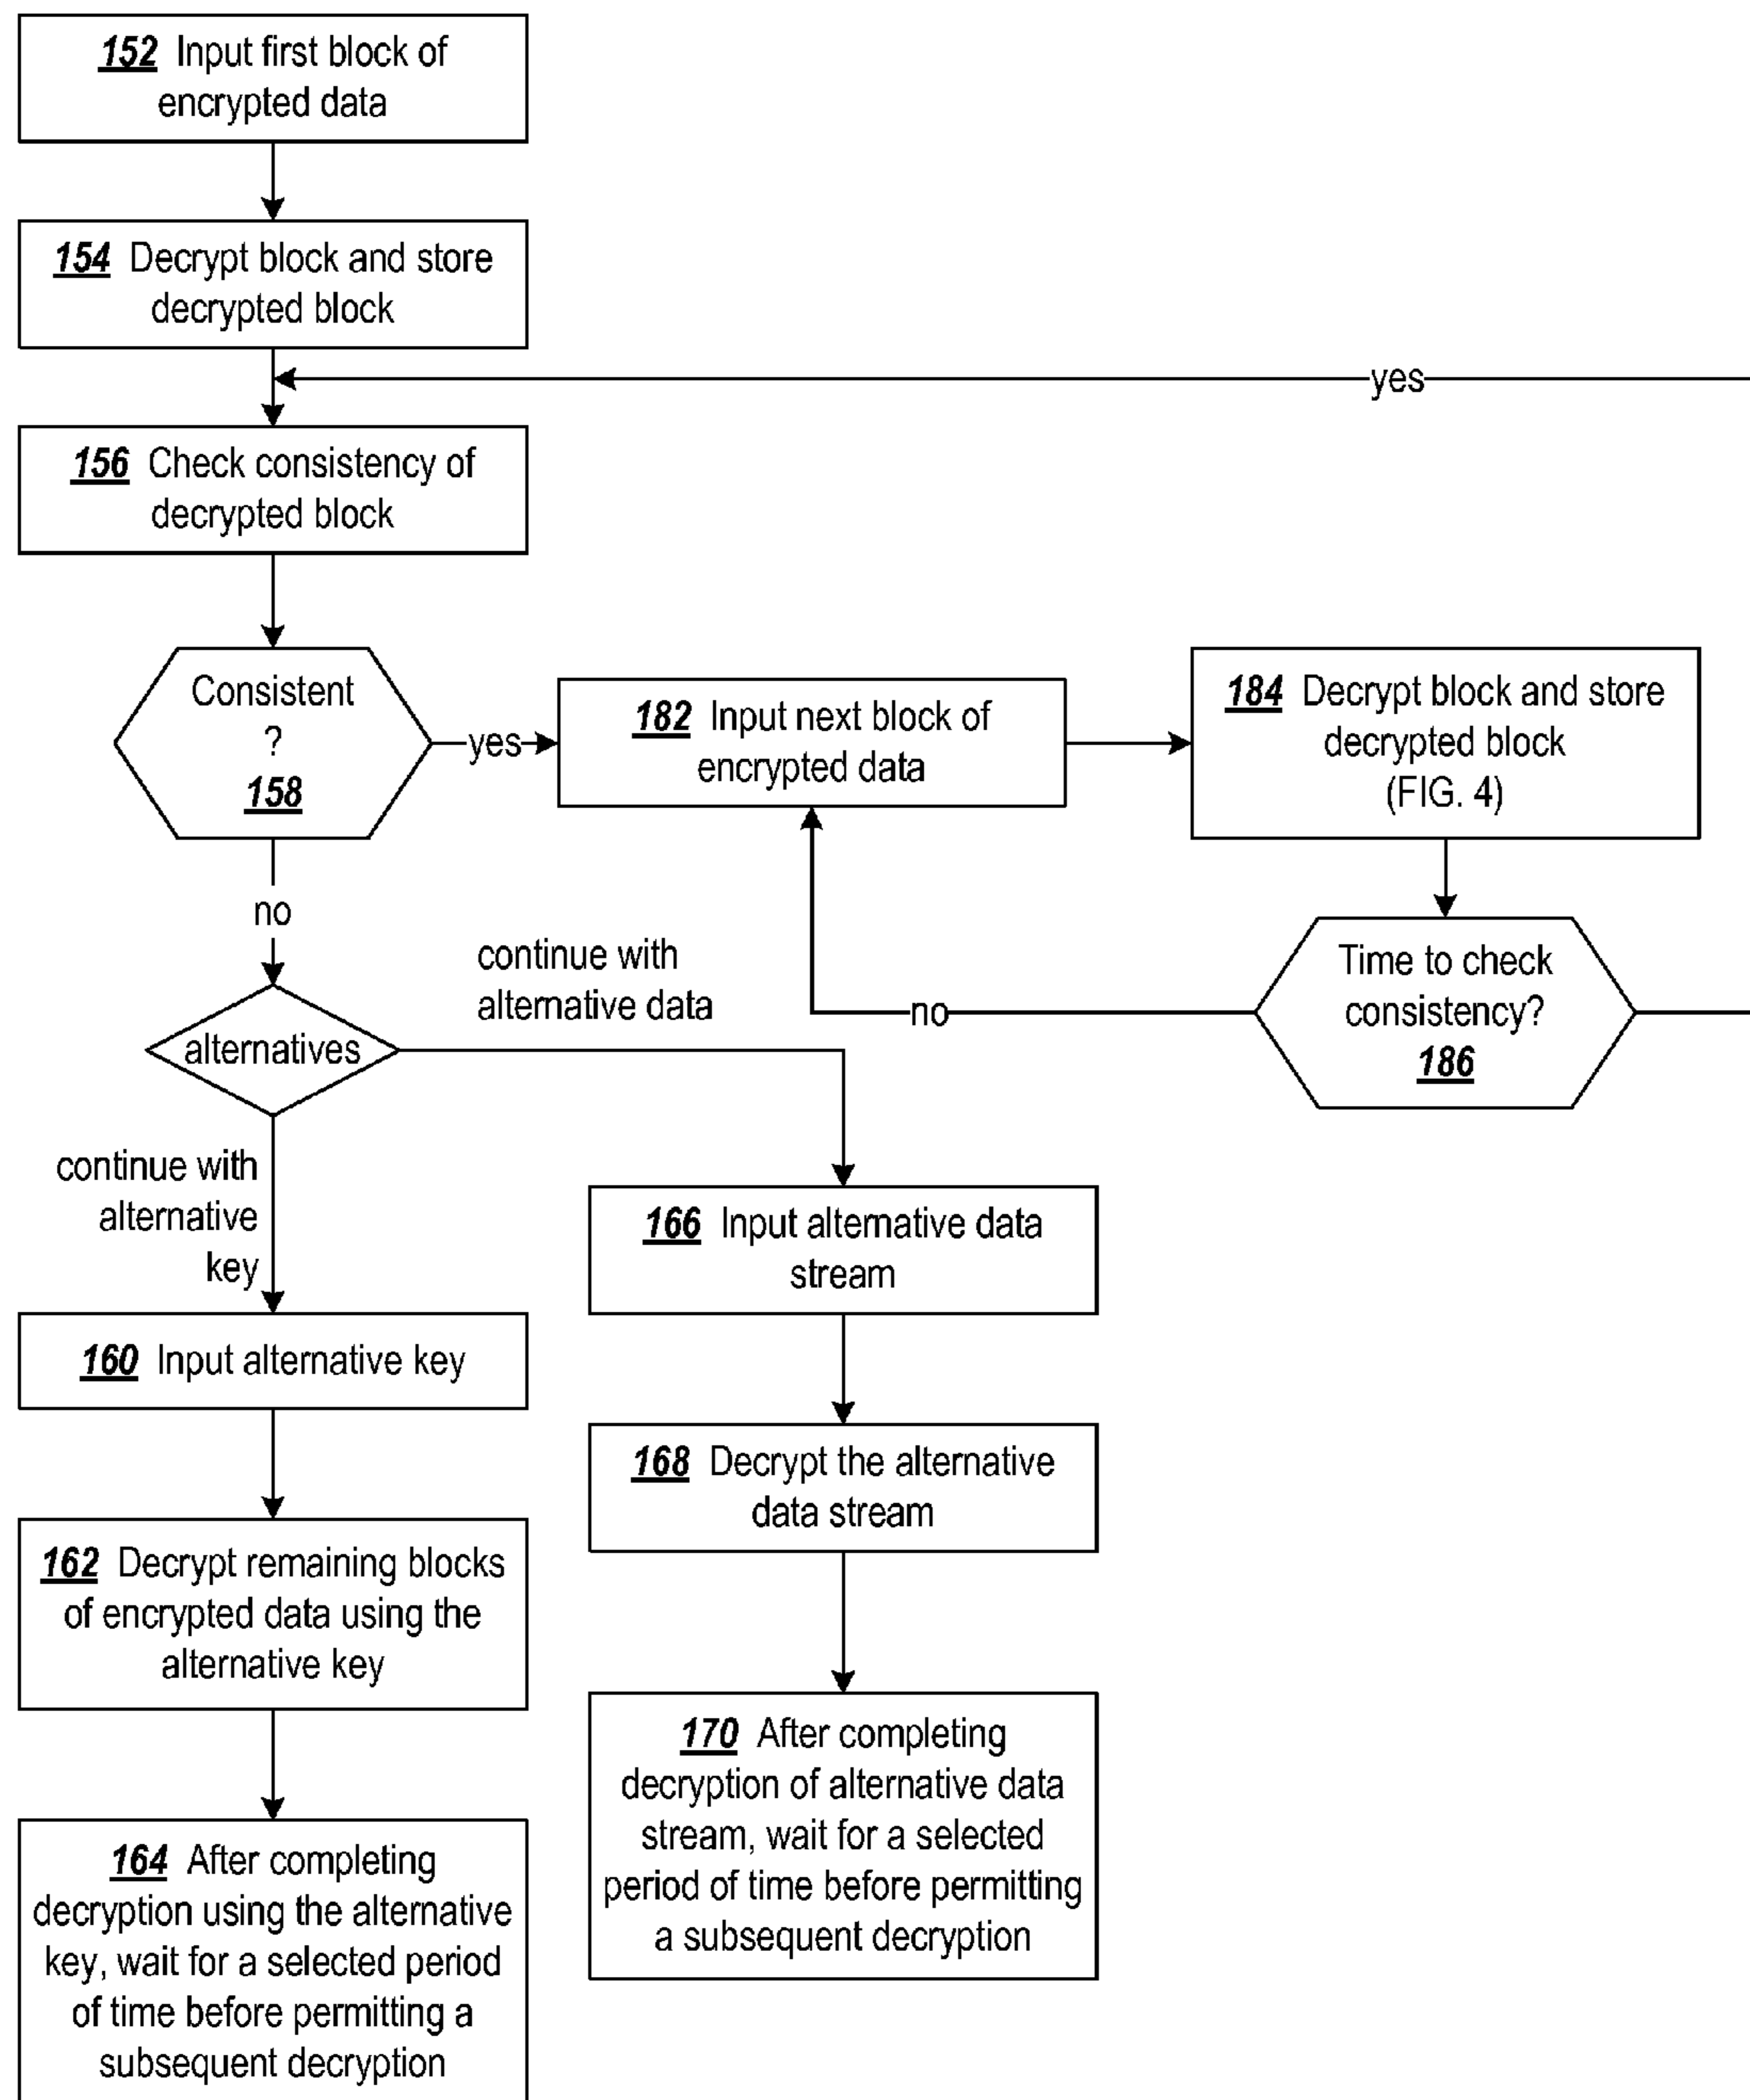 152 Input first block of
encrypted data
154 Decrypt block and store
decrypted block
yes
156 Check consistency of
decrypted block
Consistent
?
158
yes
182 Input next block of
encrypted data
184 Decrypt block and store
decrypted block
(FIG. 4)
no
continue with
alternative data
no
Time to check
consistency?
186
alternatives
continue with
alternative
key
166 Input alternative data
stream
160 Input alternative key
168 Decrypt the alternative
data stream
162 Decrypt remaining blocks
of encrypted data using the
alternative key
170 After completing
decryption of alternative data
stream, wait for a selected
period of time before permitting
a subsequent decryption
164 After completing
decryption using the alternative
key, wait for a selected period
of time before permitting a
subsequent decryption